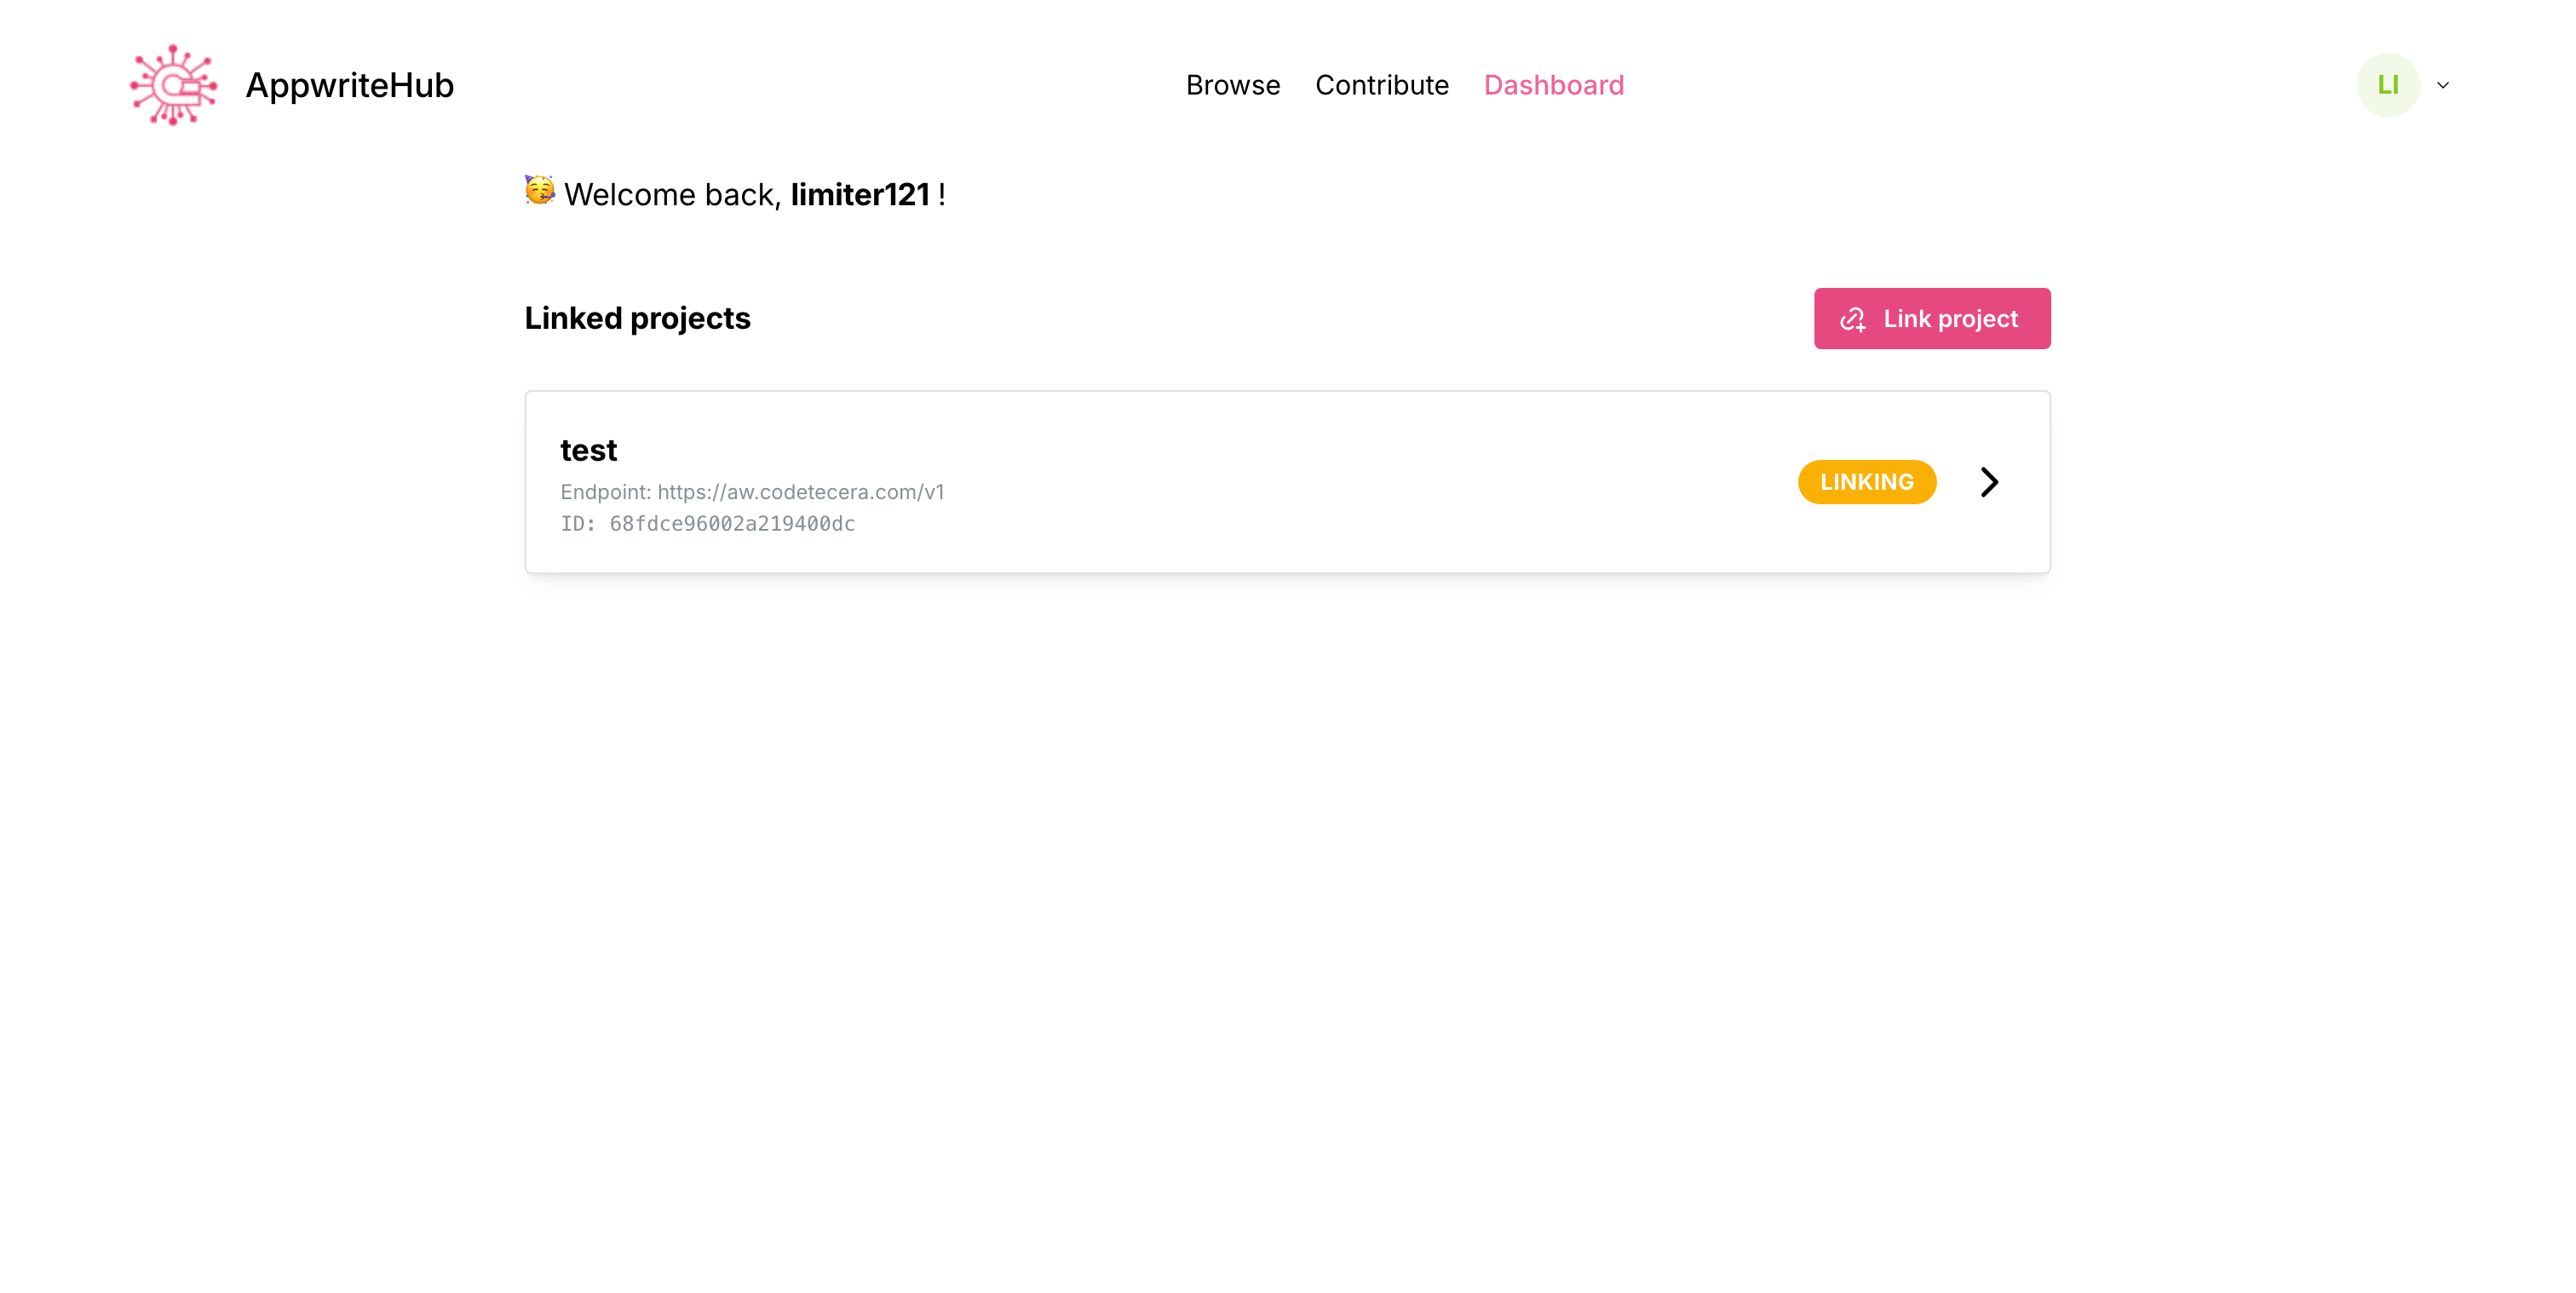 AppwriteHub
Browse Contribute Dashboard
LI
🥳 Welcome back, limiter121 !
Linked projects
Link project
test
Endpoint: https://aw.codetecera.com/v1
ID: 68fdce96002a219400dc
LINKING